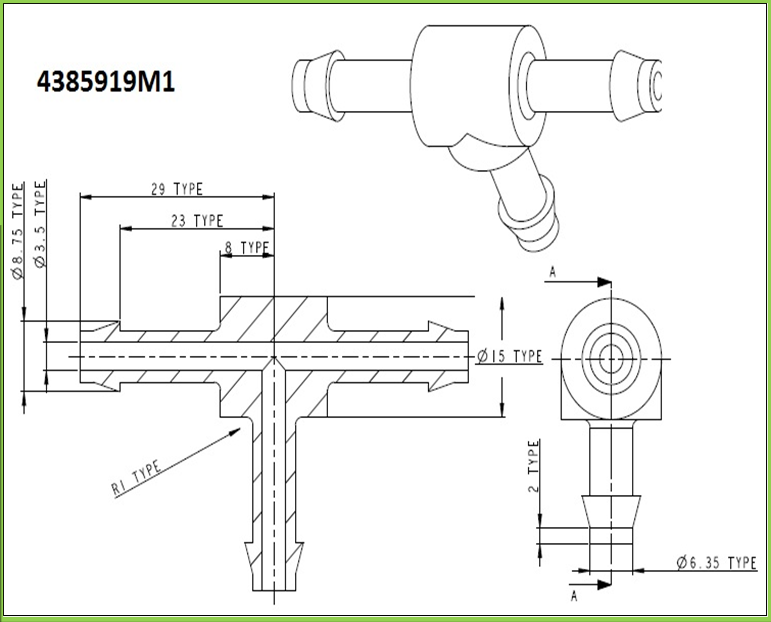 4385919M1
29 TYPE
23 TYPE
8 TYPE
Ø8.75 TYPE
Ø3.5 TYPE
A
Ø15 TYPE
R1 TYPE
2 TYPE
Ø6.35 TYPE
A